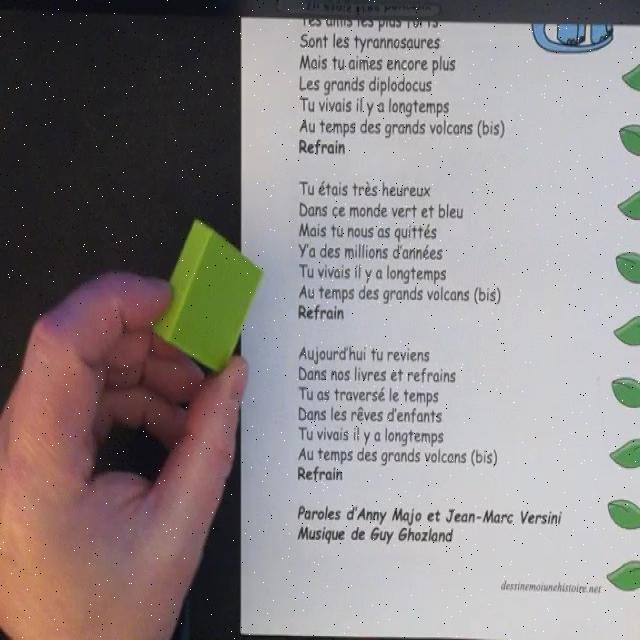 Tes amis les plus forts
Sont les tyrannosaures
Mais tu aimes encore plus
Les grands diplodocus
Tu vivais il y a longtemps
Au temps des grands volcans (bis)
Refrain
Tu étais très heureux
Dans ce monde vert et bleu
Mais tu nous as quittés
Y'a des millions d'années
Tu vivais il y a longtemps
Au temps des grands volcans (bis)
Refrain
Aujourd'hui tu reviens
Dans nos livres et refrains
Tu as traversé le temps
Dans les rêves d'enfants
Tu vivais il y a longtemps
Au temps des grands volcans (bis)
Refrain
Paroles d'Anny Majo et Jean-Marc Versini
Musique de Guy Ghozland
destinemoiunehistoire.net